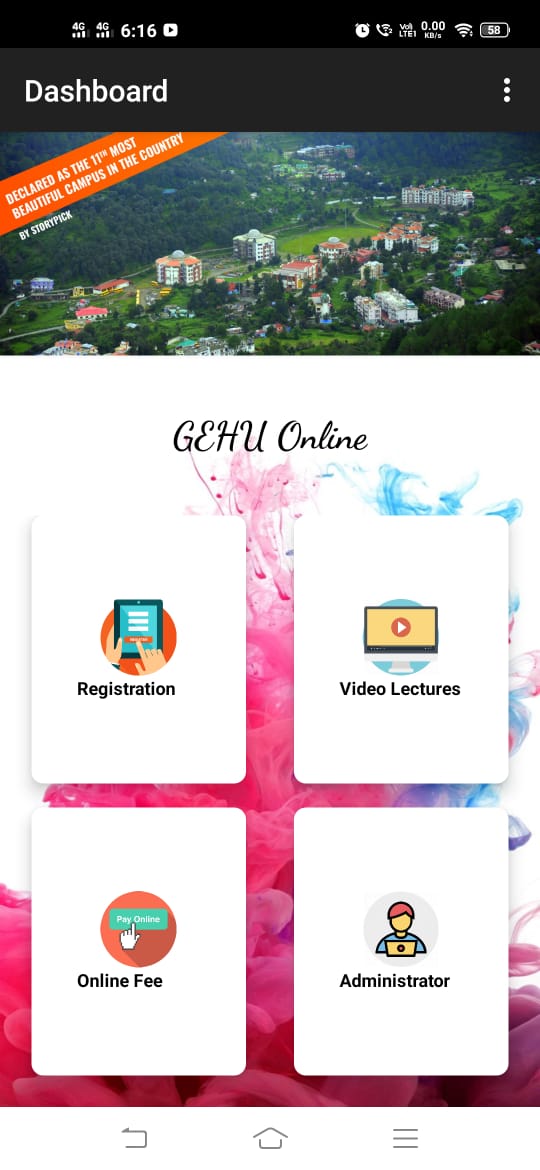 4G 4G 6:16 Vo) LTE1 0.00 KB/s 58
Dashboard
DECLARED AS THE 11TH MOST
BEAUTIFUL CAMPUS IN THE COUNTRY
BY STORYPICK
GEHU Online
REGISTER
Registration
Video Lectures
Pay Online
Online Fee
Administrator